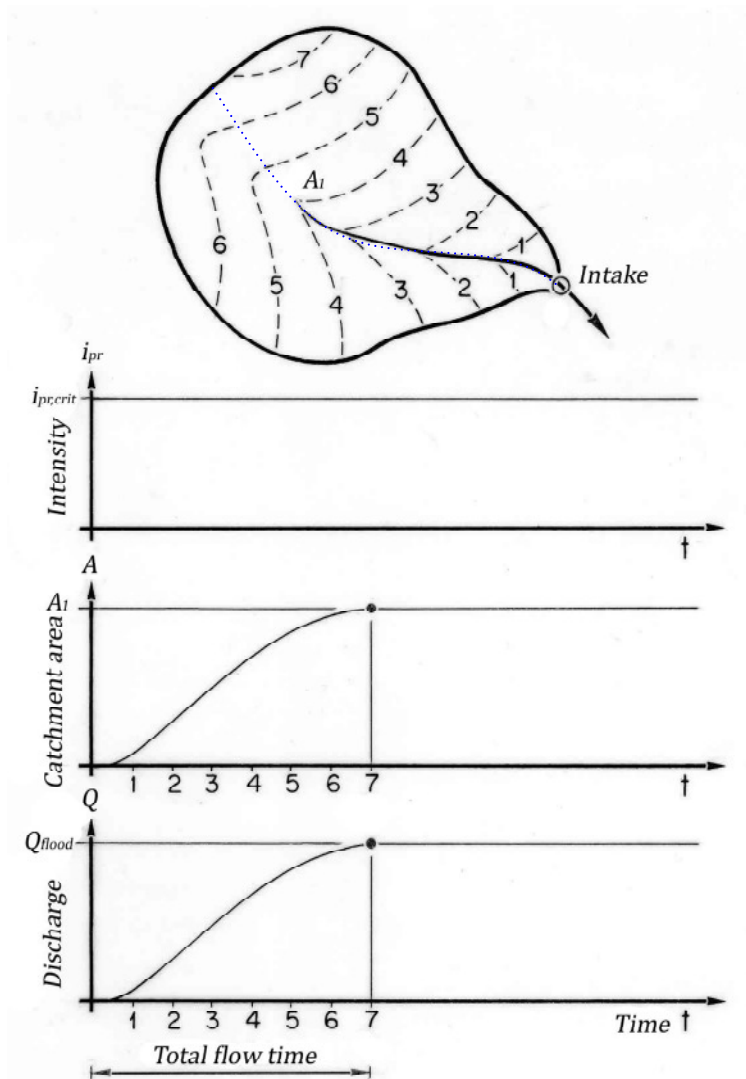 7
6
5
4
A1
3
2
1
6
5
4
3
2
1
Intake
ipr
ipr,crit
Intensity
t
A
A1
Catchment area
1 2 3 4 5 6 7 t
Q
Qflood
Discharge
1 2 3 4 5 6 7 Time t
Total flow time